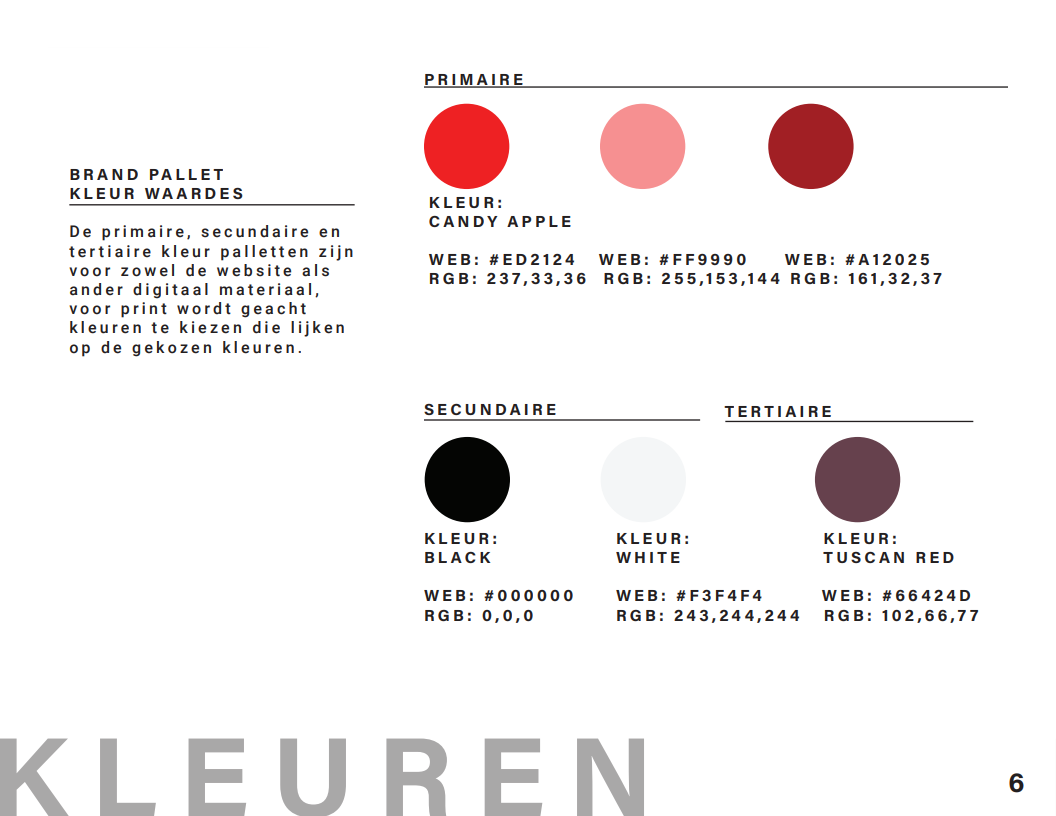 BRAND PALLET
KLEUR WAARDES
De primaire, secundaire en
tertiaire kleur palletten zijn
voor zowel de website als
ander digitaal materiaal,
voor print wordt geacht
kleuren te kiezen die lijken
op de gekozen kleuren.
PRIMAIRE
KLEUR:
CANDY APPLE
WEB: #ED2124 WEB: #FF9990 WEB: #A12025
RGB: 237,33,36 RGB: 255,153,144 RGB: 161,32,37
SECUNDAIRE
TERTIAIRE
KLEUR: KLEUR: KLEUR:
BLACK WHITE TUSCAN RED
WEB: #000000 WEB: #F3F4F4 WEB: #66424D
RGB: 0,0,0 RGB: 243,244,244 RGB: 102,66,77
KLEUREN
6